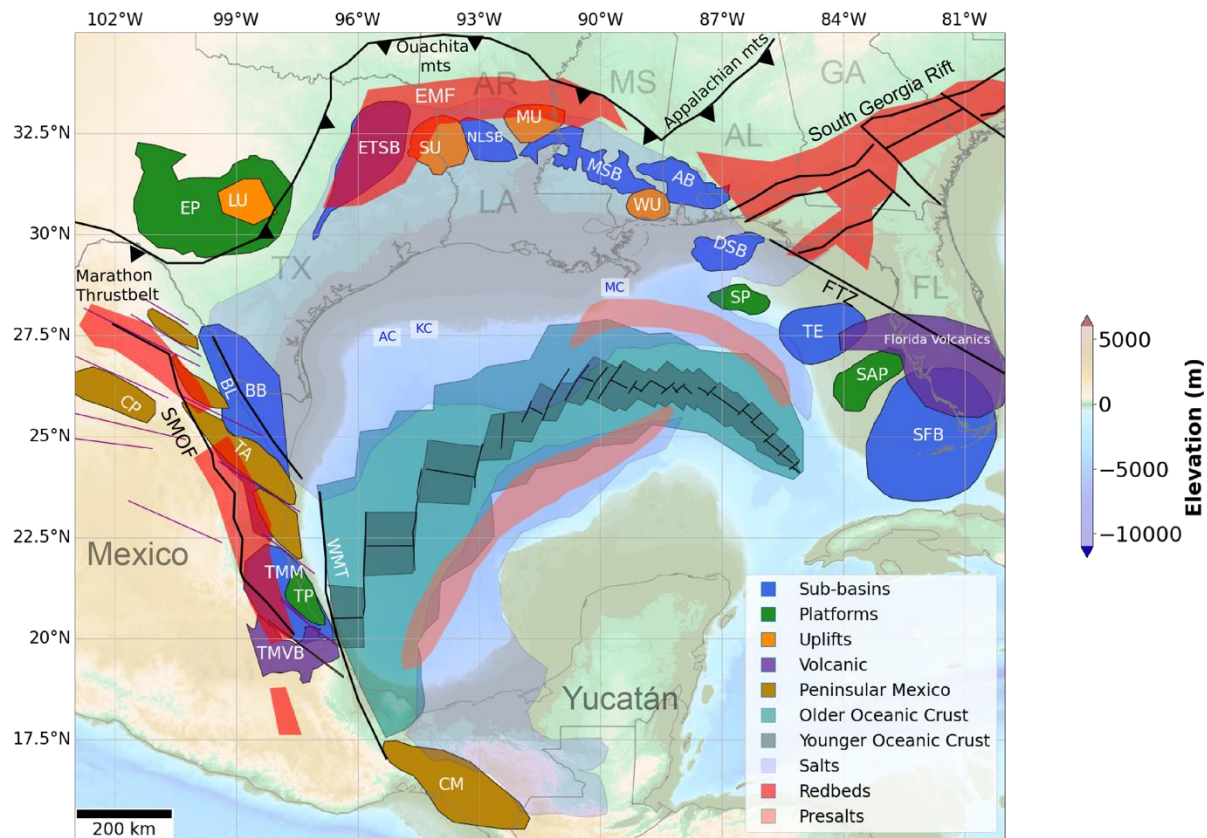 102°W 99°W 96°W 93°W 90°W 87°W 84°W 81°W
Ouachita
mts
Appalachian mts
AR
MS
GA
AL
South Georgia Rift
EMF
32.5°N
MU
ETSB
SU
NLSB
MSB
AB
EP
LU
LA
WU
30°N
DSB
TX
FL
Marathon
Thrustbelt
MC
SP
FTZ
27.5°N
AC
KC
TE
Florida Volcanics
5000
BL
BB
SAP
CP
0
SMOF
25°N
TA
SFB
−5000
−10000
Elevation (m)
22.5°N
Mexico
WMT
TMM
TP
Sub-basins
Platforms
20°N
Uplifts
TMVB
Volcanic
Yucatán
Peninsular Mexico
Older Oceanic Crust
17.5°N
Younger Oceanic Crust
Salts
CM
Redbeds
Presalts
200 km